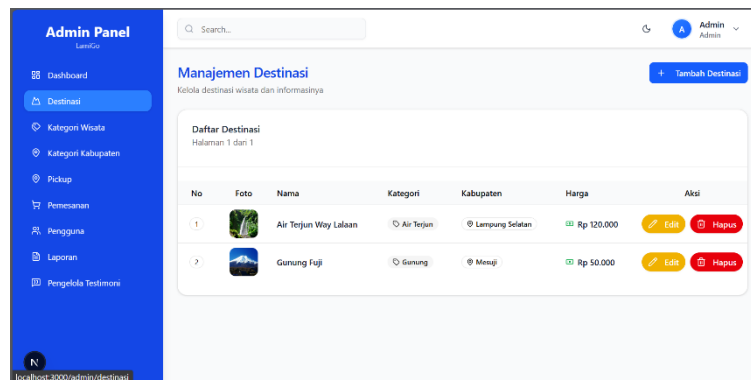 Admin Panel
LamiGo
Dashboard
Destinasi
Kategori Wisata
Kategori Kabupaten
Pickup
Pemesanan
Pengguna
Laporan
Pengelola Testimoni
N
localhost:3000/admin/destinasi
Search...
A
Admin
Admin
Manajemen Destinasi
Kelola destinasi wisata dan informasinya
+ Tambah Destinasi
Daftar Destinasi
Halaman 1 dari 1
No Foto Nama Kategori Kabupaten Harga Aksi
1 Air Terjun Way Lalaan Air Terjun Lampung Selatan Rp 120.000 Edit Hapus
2 Gunung Fuji Gunung Mesuji Rp 50.000 Edit Hapus